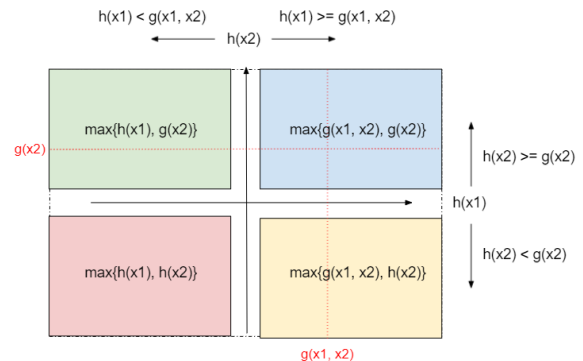 h(x1) < g(x1, x2) h(x1) >= g(x1, x2)
h(x2)
max{h(x1), g(x2)} max{g(x1, x2), g(x2)}
g(x2)
h(x2) >= g(x2)
h(x1)
h(x2) < g(x2)
max{h(x1), h(x2)} max{g(x1, x2), h(x2)}
g(x1, x2)